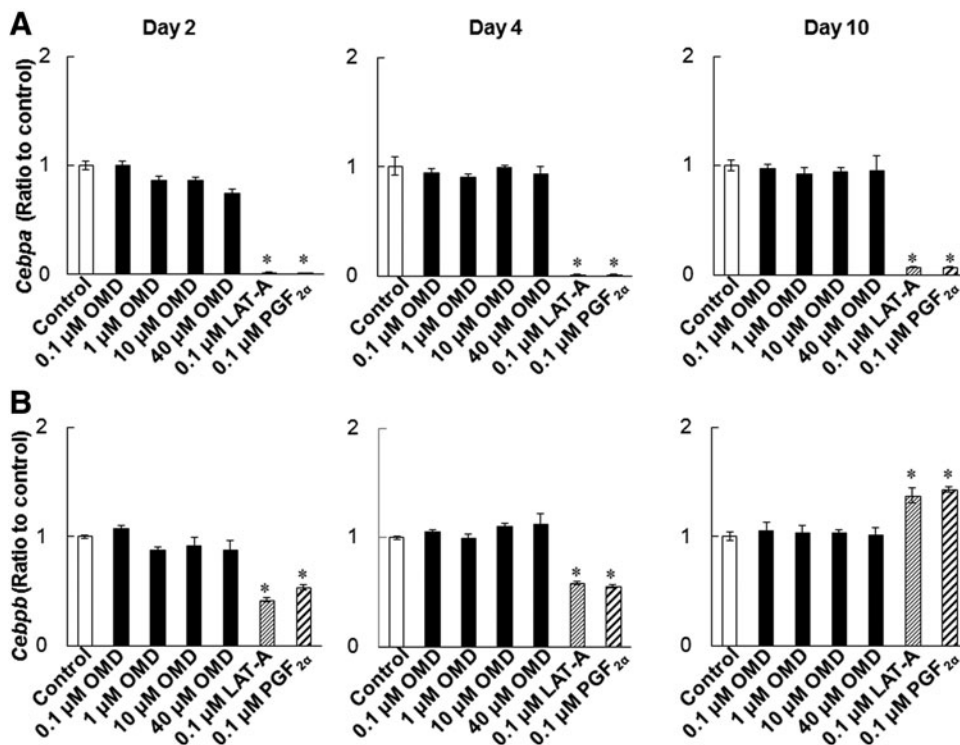 A
Day 2
Day 4
Day 10
Cebpa (Ratio to control)
2
1
0
Control
0.1 μM OMD
1 μM OMD
10 μM OMD
40 μM OMD
0.1 μM LAT-A
0.1 μM PGF2α
2
1
0
Control
0.1 μM OMD
1 μM OMD
10 μM OMD
40 μM OMD
0.1 μM LAT-A
0.1 μM PGF2α
2
1
0
Control
0.1 μM OMD
1 μM OMD
10 μM OMD
40 μM OMD
0.1 μM LAT-A
0.1 μM PGF2α
* *
* *
* *
B
Cebpb (Ratio to control)
2
1
0
Control
0.1 μM OMD
1 μM OMD
10 μM OMD
40 μM OMD
0.1 μM LAT-A
0.1 μM PGF2α
2
1
0
Control
0.1 μM OMD
1 μM OMD
10 μM OMD
40 μM OMD
0.1 μM LAT-A
0.1 μM PGF2α
2
1
0
Control
0.1 μM OMD
1 μM OMD
10 μM OMD
40 μM OMD
0.1 μM LAT-A
0.1 μM PGF2α
* *
* *
* *